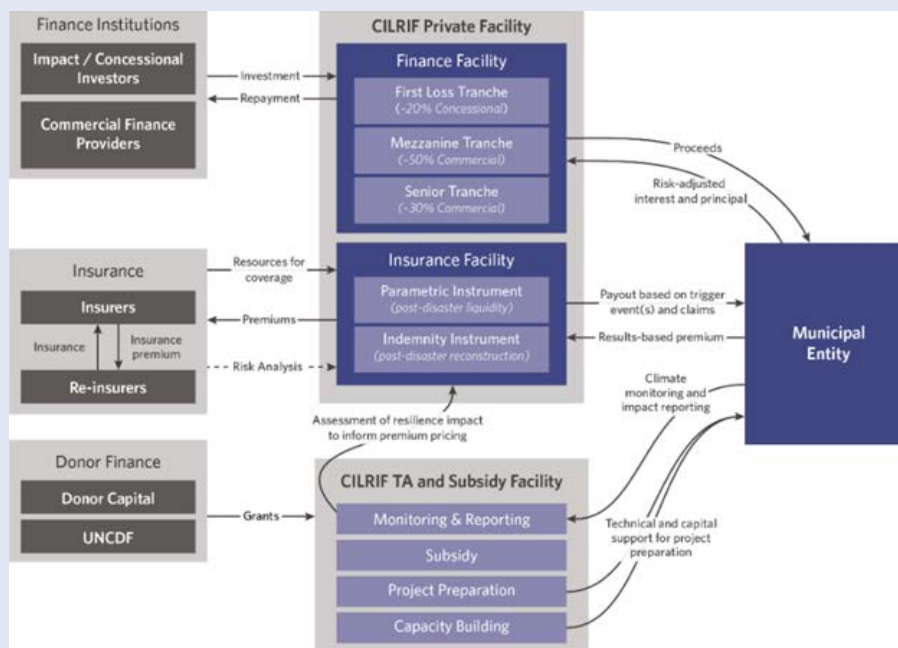 Finance Institutions
Impact / Concessional
Investors
Commercial Finance
Providers
Investment
Repayment
CILRIF Private Facility
Finance Facility
First Loss Tranche
(~20% Concessional)
Mezzanine Tranche
(~50% Commercial)
Senior Tranche
(~30% Commercial)
Proceeds
Risk-adjusted
interest and principal
Insurance
Insurers
Insurance
Insurance
premium
Re-insurers
Resources for
coverage
Premiums
Risk Analysis
Insurance Facility
Parametric Instrument
(post-disaster liquidity)
Indemnity Instrument
(post-disaster reconstruction)
Payout based on trigger
event(s) and claims
Results-based premium
Municipal
Entity
Climate
monitoring and
impact reporting
Assessment of resilience impact
to inform premium pricing
Donor Finance
Donor Capital
UNCDF
Grants
CILRIF TA and Subsidy Facility
Monitoring & Reporting
Subsidy
Project Preparation
Capacity Building
Technical and capital
support for project
preparation